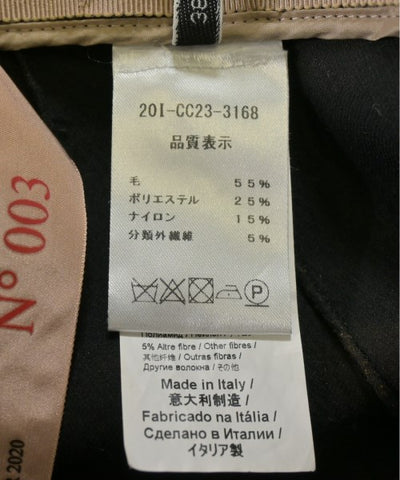 38
20I-CC23-3168
品質表示
毛 55%
ポリエステル 25%
ナイロン 15%
分類外繊維 5%
P
5% Altre fibre / Other fibres /
其他纤维 / Outras fibras /
Другие волокна / その他
Made in Italy /
意大利制造 /
Fabricado na Itália /
Сделано в Италии /
イタリア製
N° 003
2020